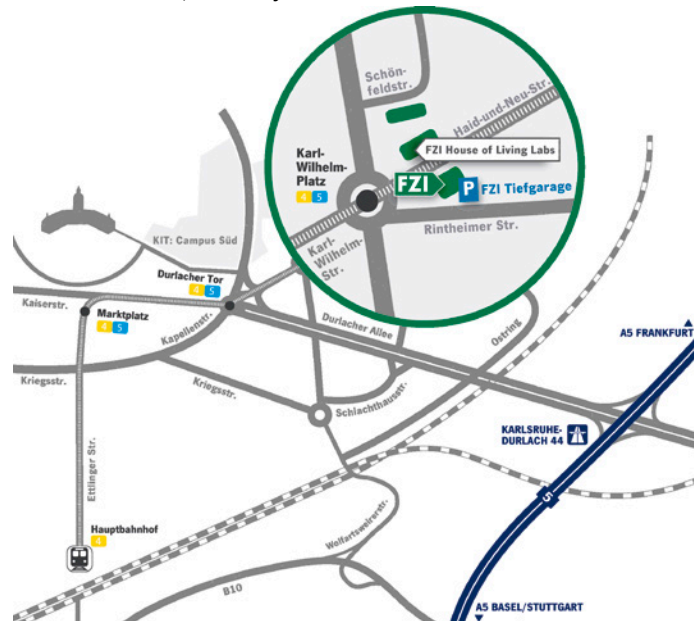 Schön-
feldstr.
Haid-und-Neu-Str.
FZI House of Living Labs
Karl-
Wilhelm-
Platz
4 5
FZI
P FZI Tiefgarage
Rintheimer Str.
KIT: Campus Süd
Karl-
Wilhelm-
Str.
Durlacher Tor
4 5
Kaiserstr.
Marktplatz
4 5
Kapellenstr.
Durlacher Allee
Ostring
A5 FRANKFURT
Kriegsstr.
Kriegsstr.
Schlachthausstr.
KARLSRUHE-
DURLACH 44
Ettlinger Str.
5
Hauptbahnhof
4
Wolfartsweirerstr.
B10
A5 BASEL/STUTTGART